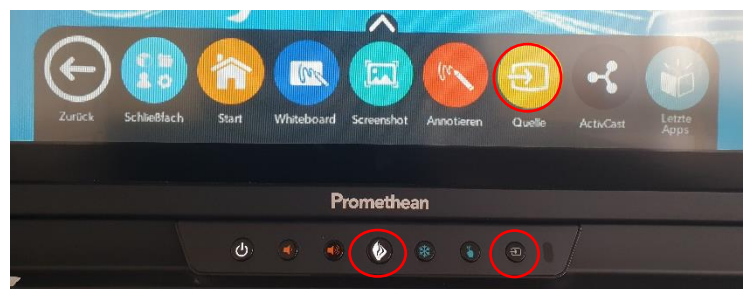 Zurück
Schließfach
Start
Whiteboard
Screenshot
Annotieren
Quelle
ActivCast
Letzte
Apps
Promethean